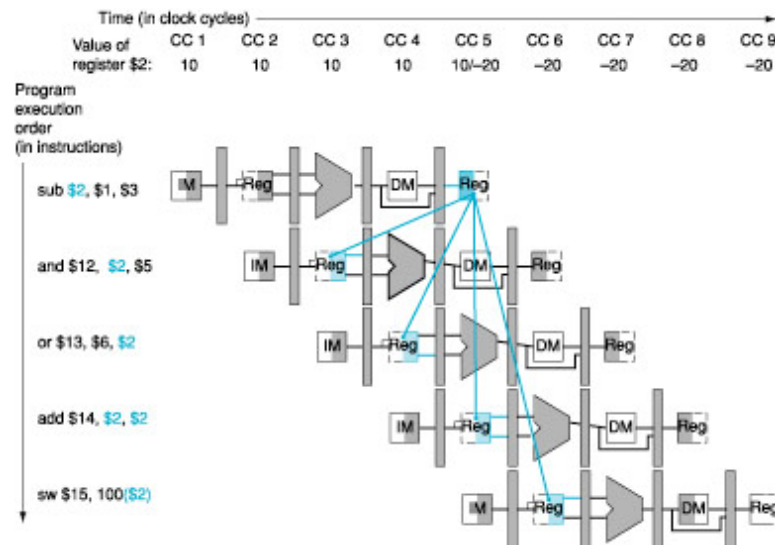 Time (in clock cycles)
CC 1 CC 2 CC 3 CC 4 CC 5 CC 6 CC 7 CC 8 CC 9
Value of
register $2: 10 10 10 10 10/–20 –20 –20 –20 –20
Program
execution
order
(in instructions)
sub $2, $1, $3
IM Reg DM Reg
and $12, $2, $5
IM Reg DM Reg
or $13, $6, $2
IM Reg DM Reg
add $14, $2, $2
IM Reg DM Reg
sw $15, 100($2)
IM Reg DM Reg